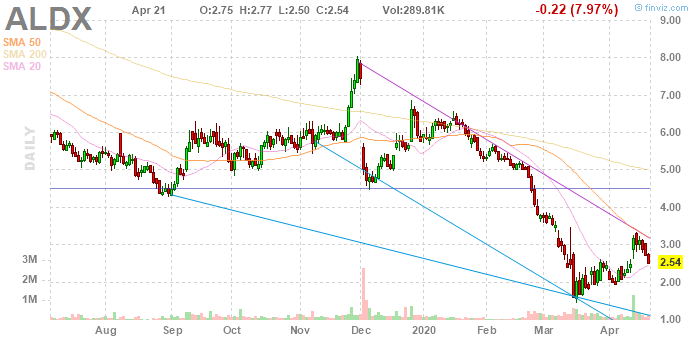 ALDX
Apr 21 O:2.75 H:2.77 L:2.50 C:2.54 Vol:289.81K -0.22 (7.97%)
© finviz.com
SMA 50
SMA 200
SMA 20
DAILY
9.00
8.00
7.00
6.00
5.00
4.00
3.00
2.54
2.00
1.00
3M
2M
1M
Aug Sep Oct Nov Dec 2020 Feb Mar Apr